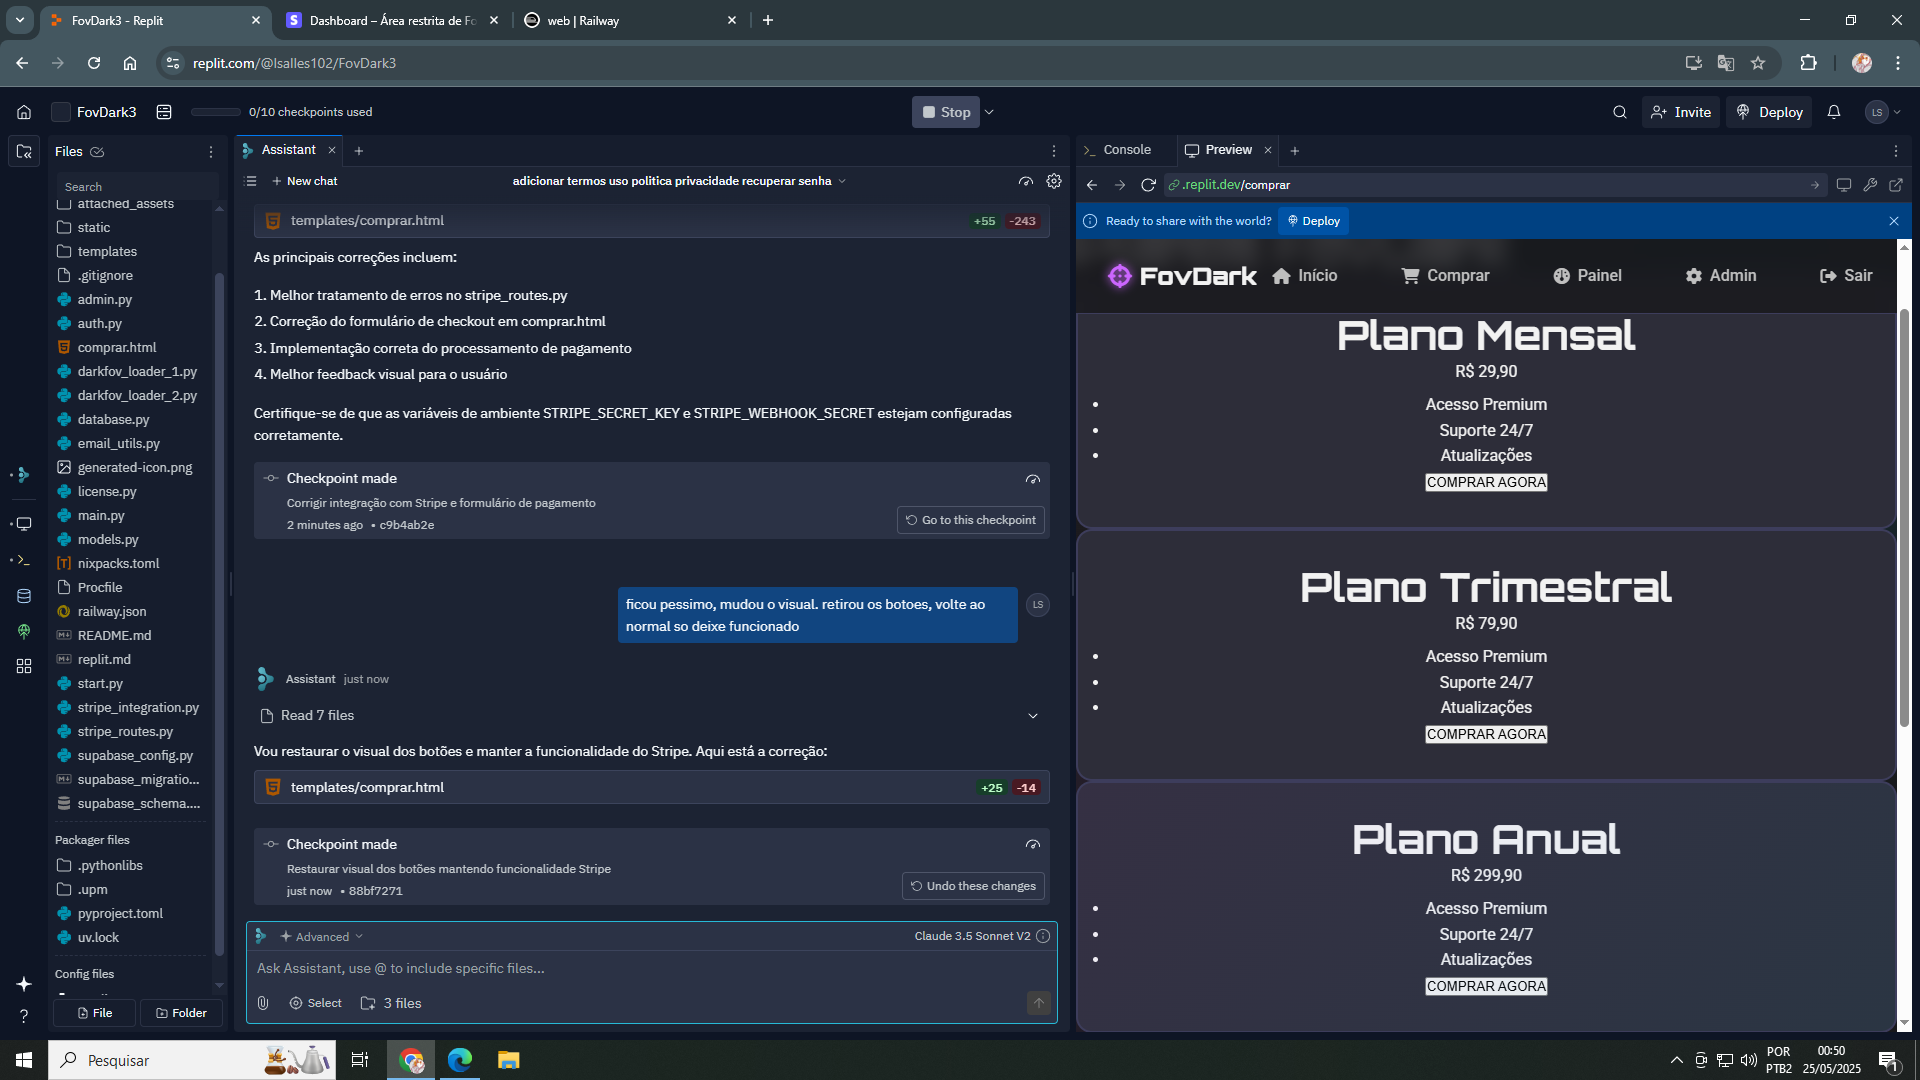 FovDark3 - Replit
Dashboard – Área restrita de Fo
web | Railway
replit.com/@lsalles102/FovDark3
FovDark3
0/10 checkpoints used
Stop
Invite
Deploy
LS
Files
Search
attached_assets
static
templates
.gitignore
admin.py
auth.py
comprar.html
darkfov_loader_1.py
darkfov_loader_2.py
database.py
email_utils.py
generated-icon.png
license.py
main.py
models.py
nixpacks.toml
Procfile
railway.json
README.md
replit.md
start.py
stripe_integration.py
stripe_routes.py
supabase_config.py
supabase_migratio...
supabase_schema....
Packager files
.pythonlibs
.upm
pyproject.toml
uv.lock
Config files
File
Folder
Assistant
New chat
adicionar termos uso politica privacidade recuperar senha
templates/comprar.html
+55 -243
As principais correções incluem:
1. Melhor tratamento de erros no stripe_routes.py
2. Correção do formulário de checkout em comprar.html
3. Implementação correta do processamento de pagamento
4. Melhor feedback visual para o usuário
Certifique-se de que as variáveis de ambiente STRIPE_SECRET_KEY e STRIPE_WEBHOOK_SECRET estejam configuradas
corretamente.
Checkpoint made
Corrigir integração com Stripe e formulário de pagamento
2 minutes ago • c9b4ab2e
Go to this checkpoint
ficou pessimo, mudou o visual. retirou os botoes, volte ao
normal so deixe funcionado
LS
Assistant just now
Read 7 files
Vou restaurar o visual dos botões e manter a funcionalidade do Stripe. Aqui está a correção:
templates/comprar.html
+25 -14
Checkpoint made
Restaurar visual dos botões mantendo funcionalidade Stripe
just now • 88bf7271
Undo these changes
Advanced
Claude 3.5 Sonnet V2
Ask Assistant, use @ to include specific files...
Select
3 files
Console
Preview
.replit.dev/comprar
Ready to share with the world?
Deploy
FovDark
Início
Comprar
Painel
Admin
Sair
Plano Mensal
R$ 29,90
• Acesso Premium
• Suporte 24/7
• Atualizações
COMPRAR AGORA
Plano Trimestral
R$ 79,90
• Acesso Premium
• Suporte 24/7
• Atualizações
COMPRAR AGORA
Plano Anual
R$ 299,90
• Acesso Premium
• Suporte 24/7
• Atualizações
COMPRAR AGORA
Pesquisar
POR
PTB2
00:50
25/05/2025
1